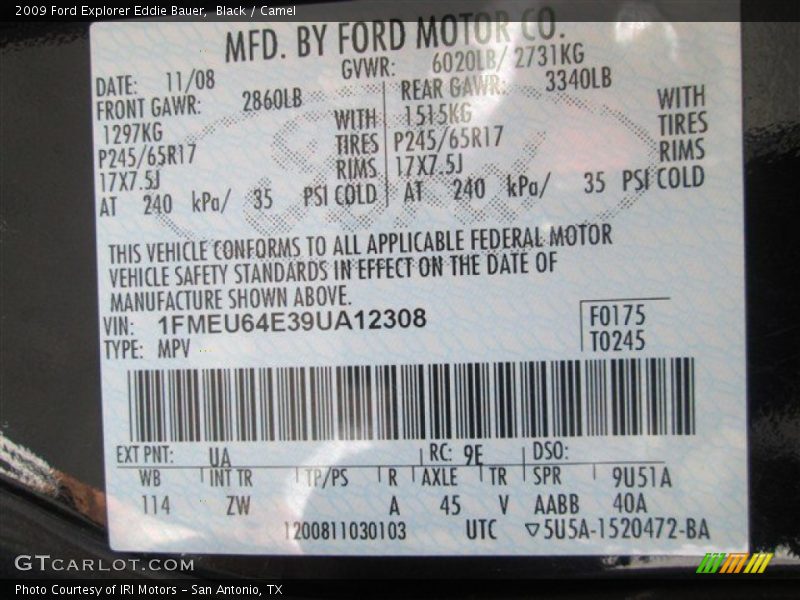 2009 Ford Explorer Eddie Bauer,  Black / Camel
MFD. BY FORD MOTOR CO.
DATE: 11/08 GVWR: 6020LB/ 2731KG
FRONT GAWR: 2860LB REAR GAWR: 3340LB
1297KG WITH 1515KG WITH
P245/65R17 TIRES P245/65R17 TIRES
17X7.5J RIMS 17X7.5J RIMS
AT 240 kPa/ 35 PSI COLD AT 240 kPa/ 35 PSI COLD
THIS VEHICLE CONFORMS TO ALL APPLICABLE FEDERAL MOTOR
VEHICLE SAFETY STANDARDS IN EFFECT ON THE DATE OF
MANUFACTURE SHOWN ABOVE.
VIN: 1FMEU64E39UA12308 F0175
TYPE: MPV T0245
EXT PNT: UA RC: 9E DSO:
WB INT TR TP/PS R AXLE TR SPR 9U51A
114 ZW A 45 V AABB 40A
1200811030103 UTC ▽5U5A-1520472-BA
GTCARLOT.COM
Photo Courtesy of IRI Motors – San Antonio, TX